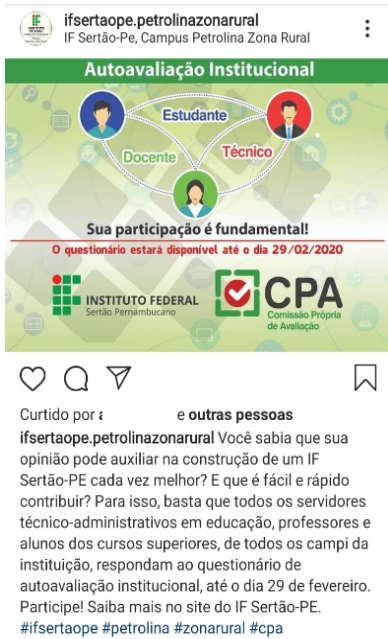 ifsertaope.petrolinazonarural
IF Sertão-Pe, Campus Petrolina Zona Rural
Autoavaliação Institucional
Estudante
Docente
Técnico
Sua participação é fundamental!
O questionário estará disponível até o dia 29/02/2020
INSTITUTO FEDERAL
Sertão Pernambucano
CPA
Comissão Própria
de Avaliação
Curtido por e outras pessoas
ifsertaope.petrolinazonarural Você sabia que sua
opinião pode auxiliar na construção de um IF
Sertão-PE cada vez melhor? E que é fácil e rápido
contribuir? Para isso, basta que todos os servidores
técnico-administrativos em educação, professores e
alunos dos cursos superiores, de todos os campi da
instituição, respondam ao questionário de
autoavaliação institucional, até o dia 29 de fevereiro.
Participe! Saiba mais no site do IF Sertão-PE.
#ifsertaope #petrolina #zonarural #cpa